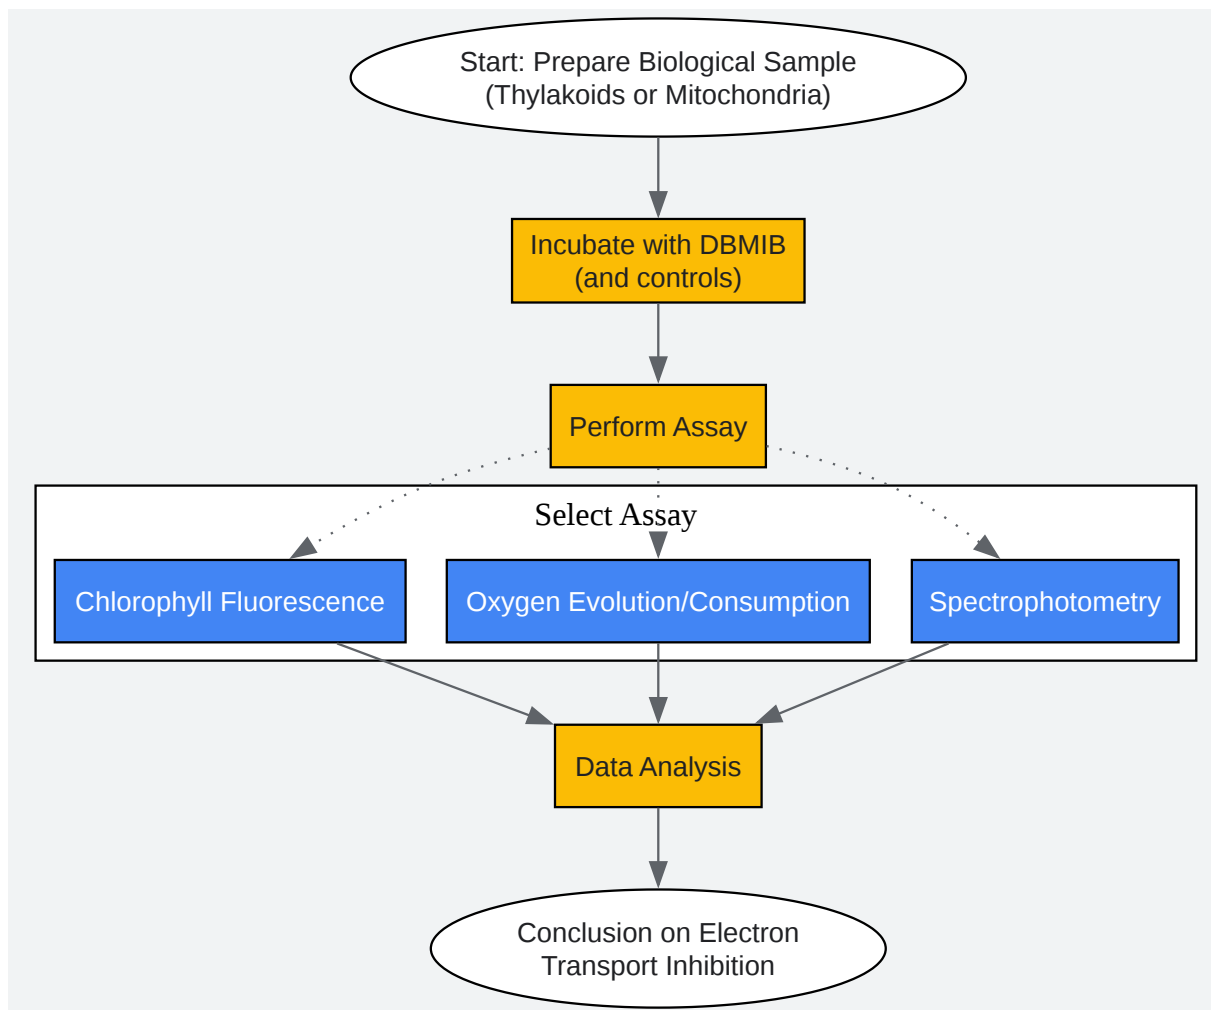 Start: Prepare Biological Sample
(Thylakoids or Mitochondria)
Incubate with DBMIB
(and controls)
Perform Assay
Select Assay
Chlorophyll Fluorescence
Oxygen Evolution/Consumption
Spectrophotometry
Data Analysis
Conclusion on Electron
Transport Inhibition